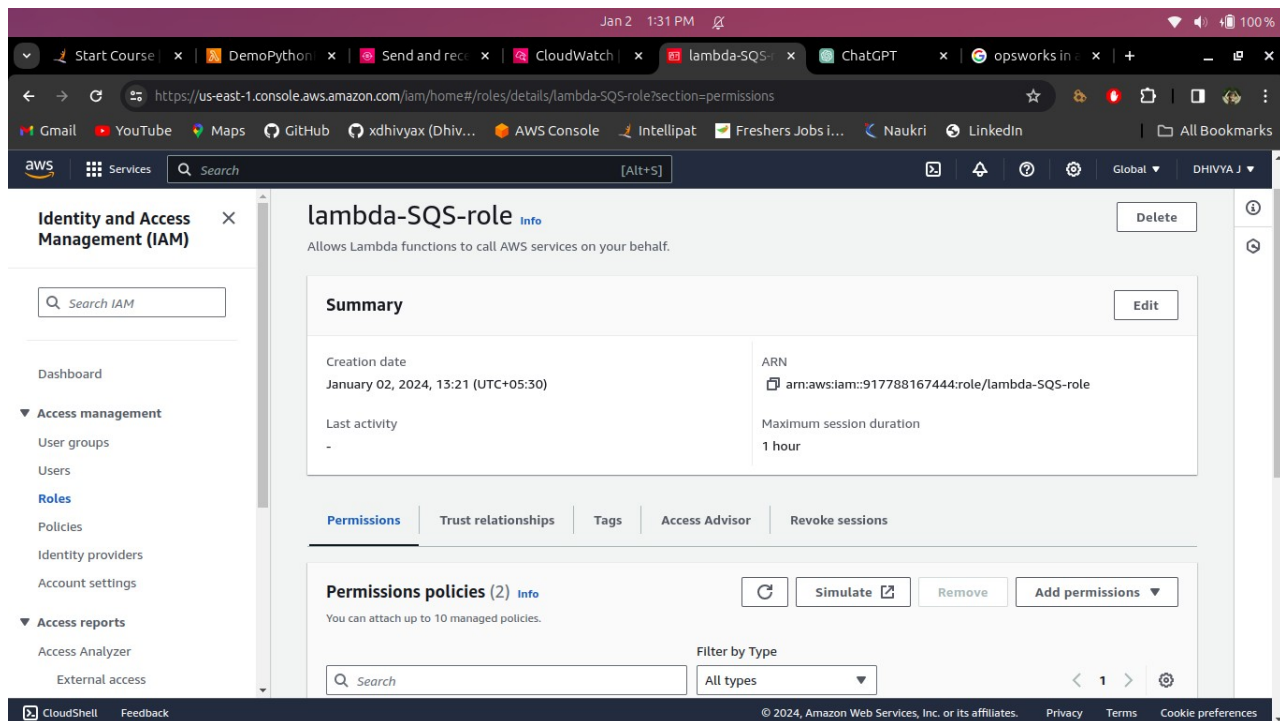 Jan 2 1:31 PM
100 %
Start Course
DemoPython
Send and rece
CloudWatch
lambda-SQS-r
ChatGPT
opsworks in a
https://us-east-1.console.aws.amazon.com/iam/home#/roles/details/lambda-SQS-role?section=permissions
Gmail YouTube Maps GitHub xdhivyax (Dhiv... AWS Console Intellipat Freshers Jobs i... Naukri LinkedIn All Bookmarks
aws Services Search [Alt+S] Global DHIVYA J
Identity and Access
Management (IAM)
Search IAM
Dashboard
Access management
User groups
Users
Roles
Policies
Identity providers
Account settings
Access reports
Access Analyzer
External access
lambda-SQS-role Info
Delete
Allows Lambda functions to call AWS services on your behalf.
Summary
Edit
Creation date
January 02, 2024, 13:21 (UTC+05:30)
ARN
arn:aws:iam::917788167444:role/lambda-SQS-role
Last activity
-
Maximum session duration
1 hour
Permissions Trust relationships Tags Access Advisor Revoke sessions
Permissions policies (2) Info
Simulate Remove Add permissions
You can attach up to 10 managed policies.
Filter by Type
Search
All types
1
CloudShell Feedback © 2024, Amazon Web Services, Inc. or its affiliates. Privacy Terms Cookie preferences